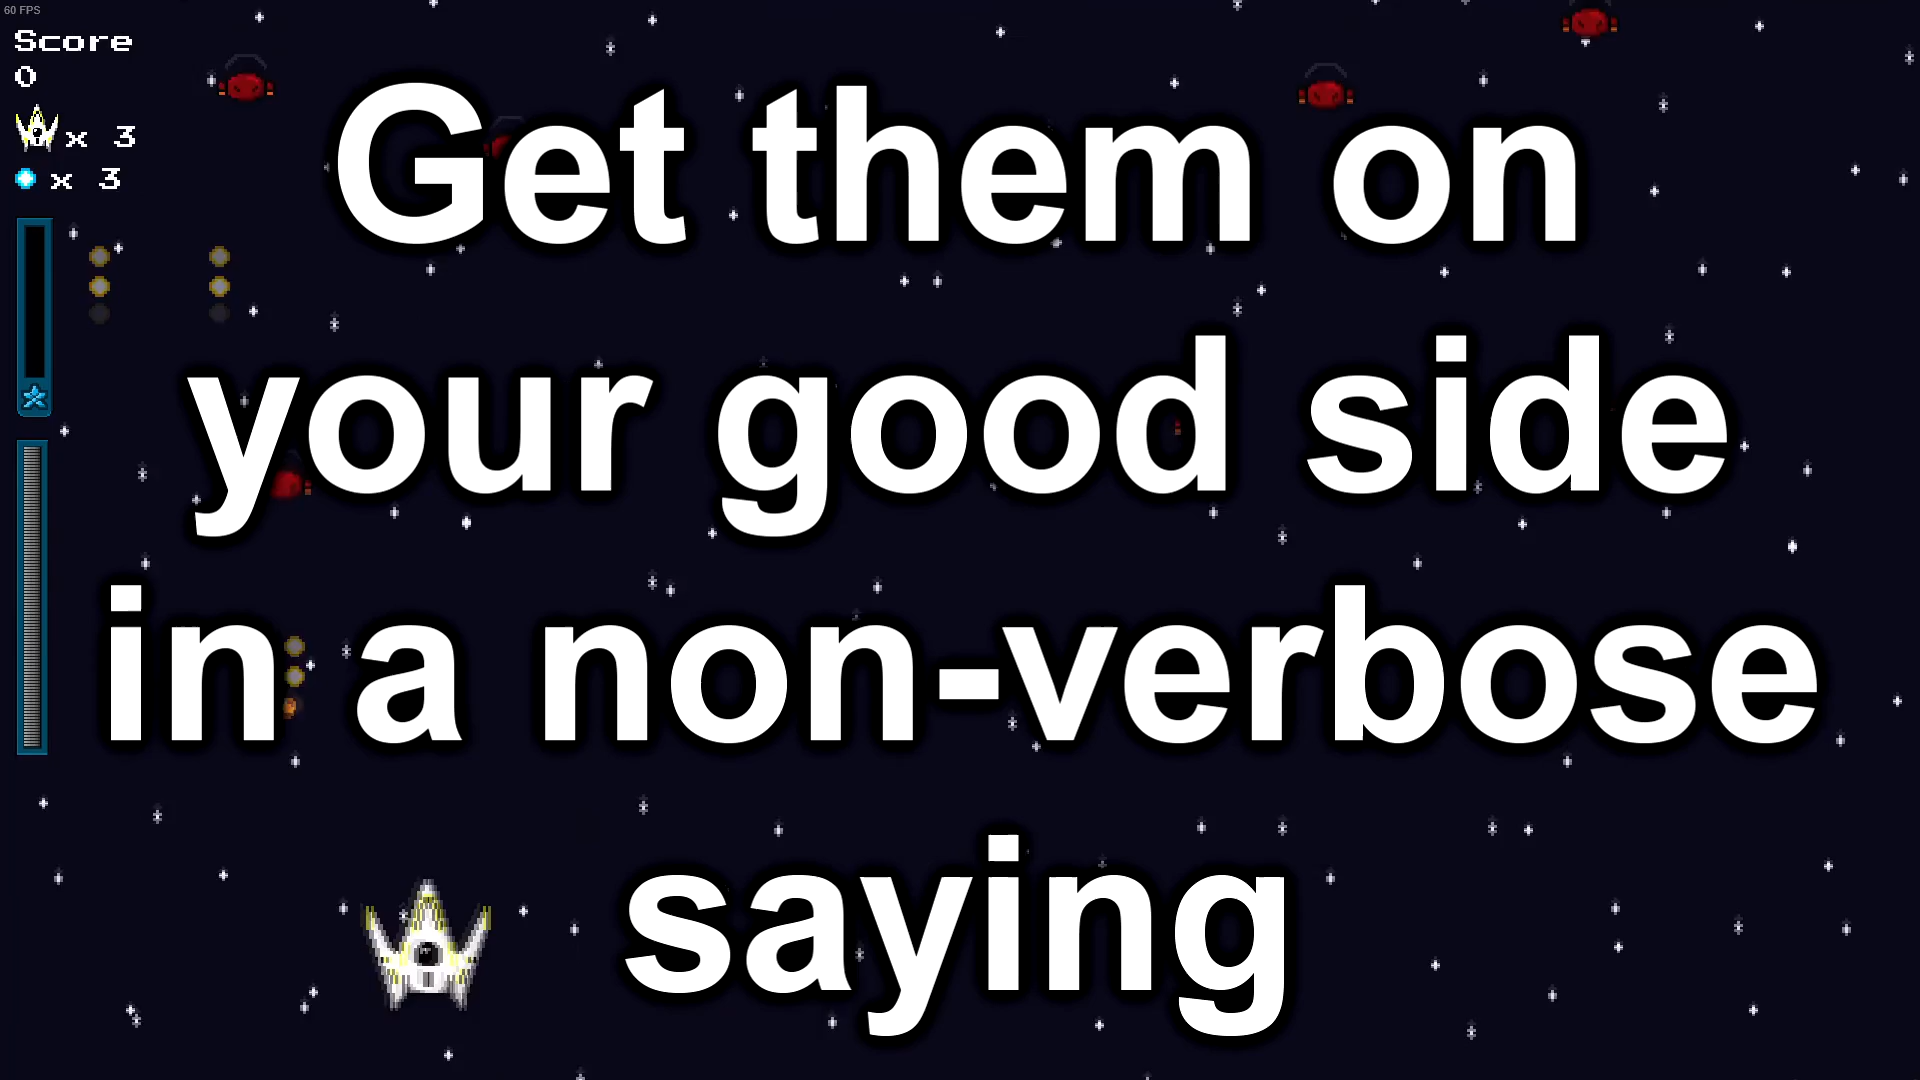 60 FPS
Score
0
x 3
x 3
Get them on
your good side
in a non-verbose
saying